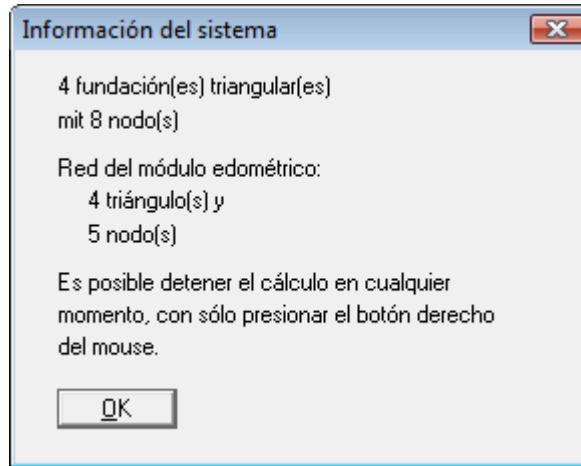 Información del sistema
4 fundación(es) triangular(es)
mit 8 nodo(s)
Red del módulo edométrico:
4 triángulo(s) y
5 nodo(s)
Es posible detener el cálculo en cualquier
momento, con sólo presionar el botón derecho
del mouse.
OK